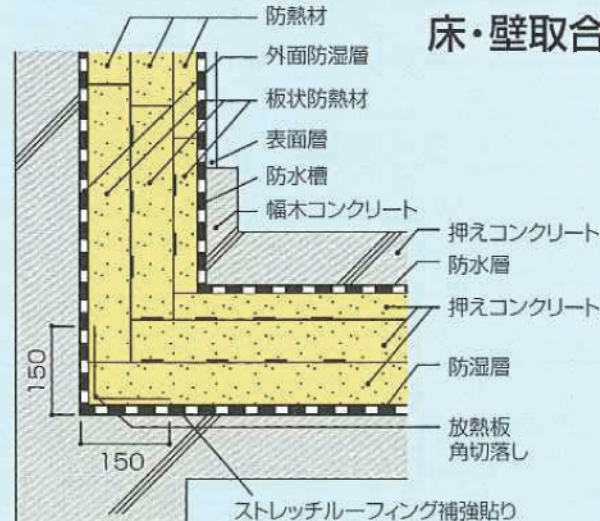 床・壁取合
防熱材
外面防湿層
板状防熱材
表面層
防水槽
幅木コンクリート
押えコンクリート
防水層
押えコンクリート
防湿層
放熱板
角切落し
150
150
ストレッチルーフィング補強貼り